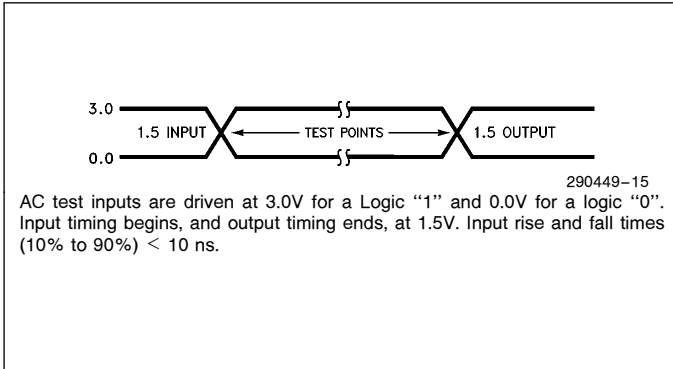 3.0
1.5 INPUT TEST POINTS 1.5 OUTPUT
0.0
290449–15
AC test inputs are driven at 3.0V for a Logic ‘‘1’’ and 0.0V for a logic ‘‘0’’.
Input timing begins, and output timing ends, at 1.5V. Input rise and fall times
(10% to 90%) < 10 ns.